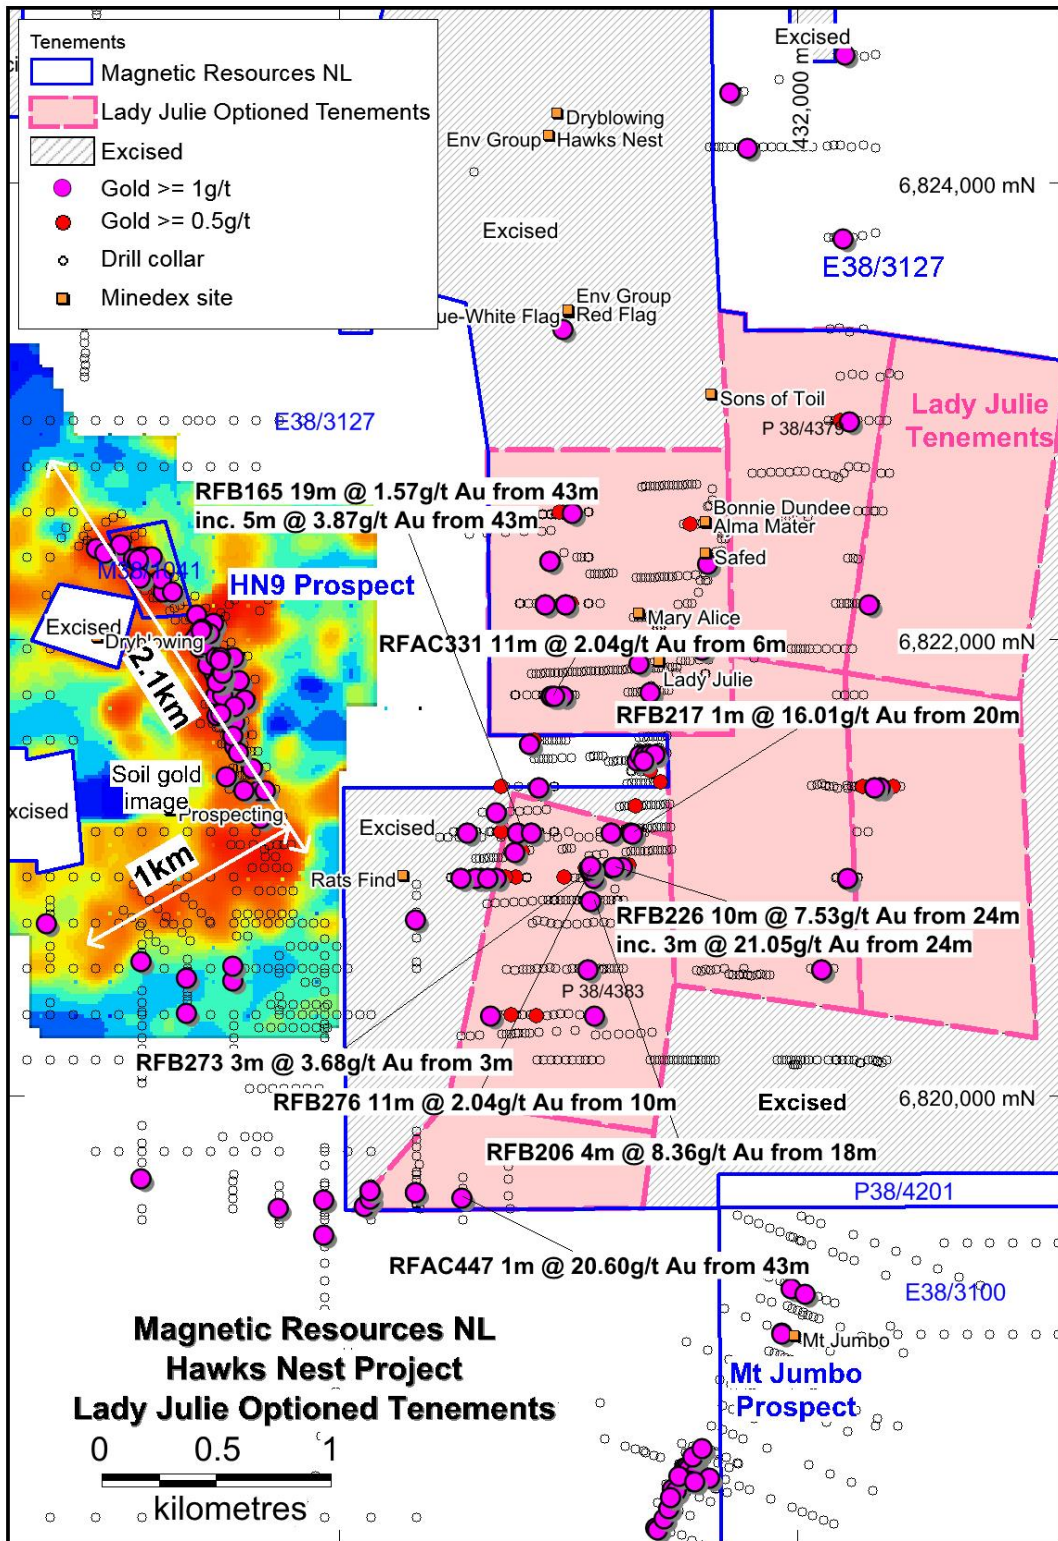 Tenements
Magnetic Resources NL
Lady Julie Optioned Tenements
Excised
Gold >= 1g/t
Gold >= 0.5g/t
Drill collar
Minedex site
Excised
432,000 m
Dryblowing
Env Group
Hawks Nest
6,824,000 mN
Excised
E38/3127
Env Group
ue-White Flag
Red Flag
Sons of Toil
Lady Julie
Tenements
P 38/4379
E38/3127
RFB165 19m @ 1.57g/t Au from 43m
inc. 5m @ 3.87g/t Au from 43m
Bonnie Dundee
Alma Mater
Safed
M38/1041
HN9 Prospect
Excised
Dryblowing
Mary Alice
6,822,000 mN
RFAC331 11m @ 2.04g/t Au from 6m
2.1km
Lady Julie
RFB217 1m @ 16.01g/t Au from 20m
Soil gold
image
xcised
Prospecting
Excised
1km
Rats Find
RFB226 10m @ 7.53g/t Au from 24m
inc. 3m @ 21.05g/t Au from 24m
P 38/4383
RFB273 3m @ 3.68g/t Au from 3m
RFB276 11m @ 2.04g/t Au from 10m
Excised
6,820,000 mN
RFB206 4m @ 8.36g/t Au from 18m
P38/4201
RFAC447 1m @ 20.60g/t Au from 43m
E38/3100
Mt Jumbo
Magnetic Resources NL
Hawks Nest Project
Lady Julie Optioned Tenements
Mt Jumbo
Prospect
0 0.5 1
kilometres